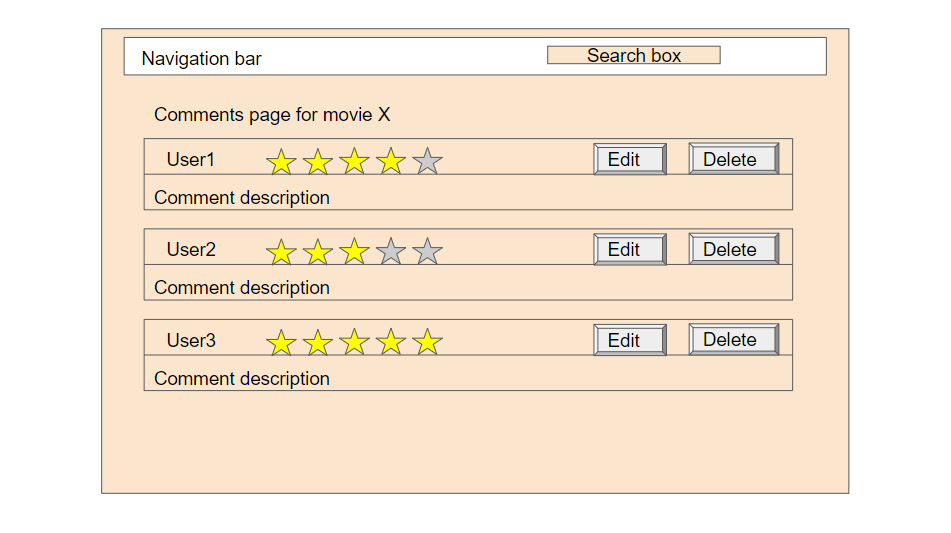 Navigation bar Search box
Comments page for movie X
User1 Edit Delete
Comment description
User2 Edit Delete
Comment description
User3 Edit Delete
Comment description